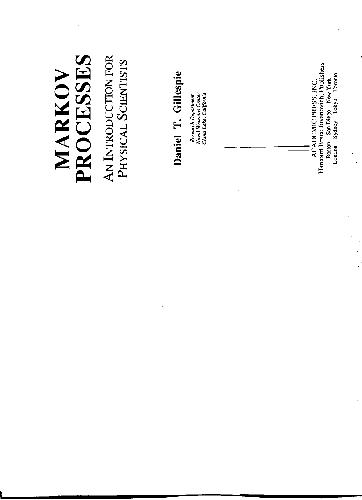 MARKOV
PROCESSES
AN INTRODUCTION FOR
PHYSICAL SCIENTISTS
Daniel T. Gillespie
Research Department
Naval Weapons Center
China Lake, California
ACADEMIC PRESS, INC.
Harcourt Brace Jovanovich, Publishers
Boston San Diego New York
London Sydney Tokyo Toronto